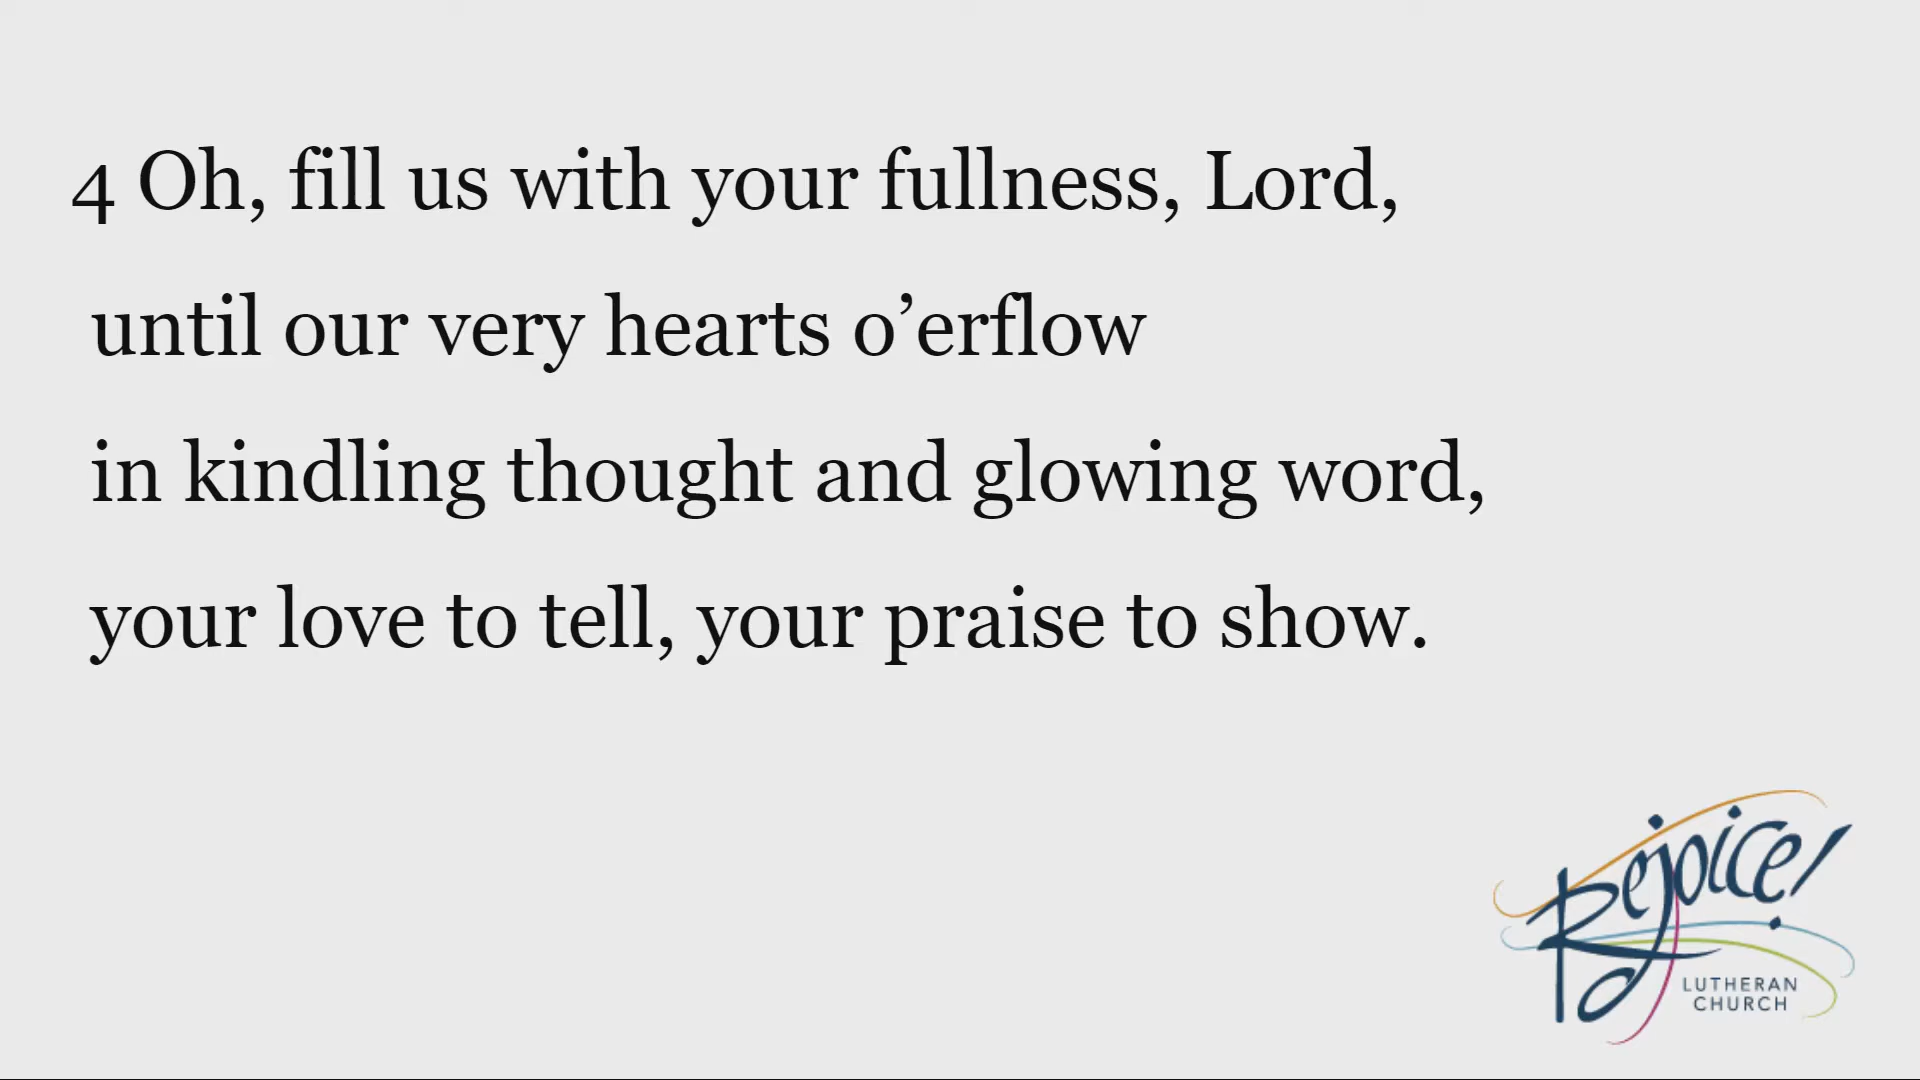 4 Oh, fill us with your fullness, Lord,
until our very hearts o’erflow
in kindling thought and glowing word,
your love to tell, your praise to show.
Rejoice!
LUTHERAN
CHURCH